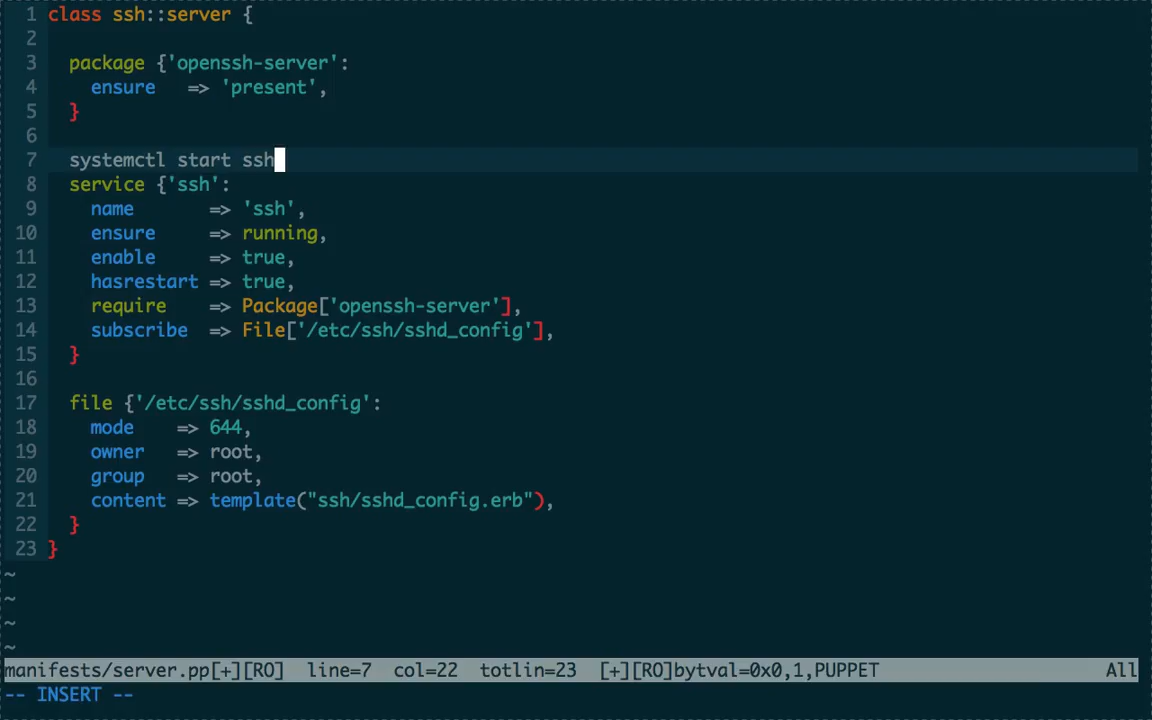 1 class ssh::server {
2
3   package {'openssh-server':
4     ensure   => 'present',
5   }
6
7   systemctl start ssh
8   service {'ssh':
9     name       => 'ssh',
10     ensure     => running,
11     enable     => true,
12     hasrestart => true,
13     require    => Package['openssh-server'],
14     subscribe  => File['/etc/ssh/sshd_config'],
15   }
16
17   file {'/etc/ssh/sshd_config':
18     mode    => 644,
19     owner   => root,
20     group   => root,
21     content => template("ssh/sshd_config.erb"),
22   }
23 }
~
~
~
~
manifests/server.pp[+][RO]  line=7  col=22  totlin=23  [+][RO]bytval=0x0,1,PUPPET All
-- INSERT --